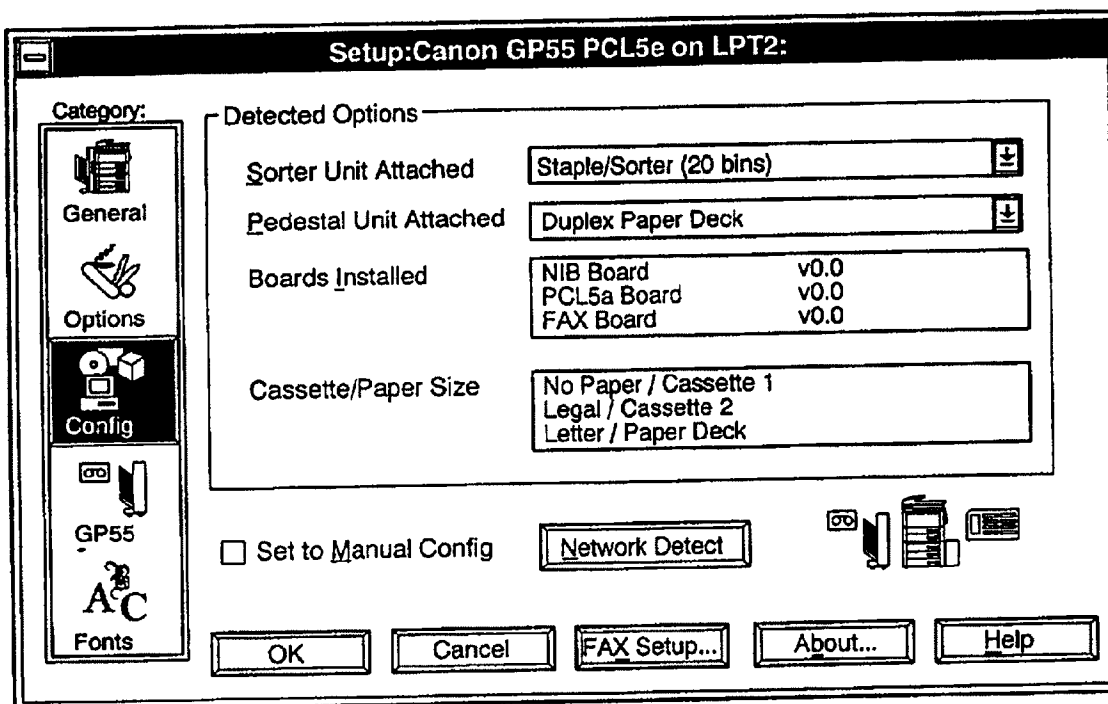 Setup:Canon GP55 PCL5e on LPT2:
Category:
General
Options
Config
GP55
Fonts
Detected Options
Sorter Unit Attached
Staple/Sorter (20 bins)
Pedestal Unit Attached
Duplex Paper Deck
Boards Installed
NIB Board v0.0
PCL5a Board v0.0
FAX Board v0.0
Cassette/Paper Size
No Paper / Cassette 1
Legal / Cassette 2
Letter / Paper Deck
Set to Manual Config
Network Detect
OK
Cancel
FAX Setup...
About...
Help